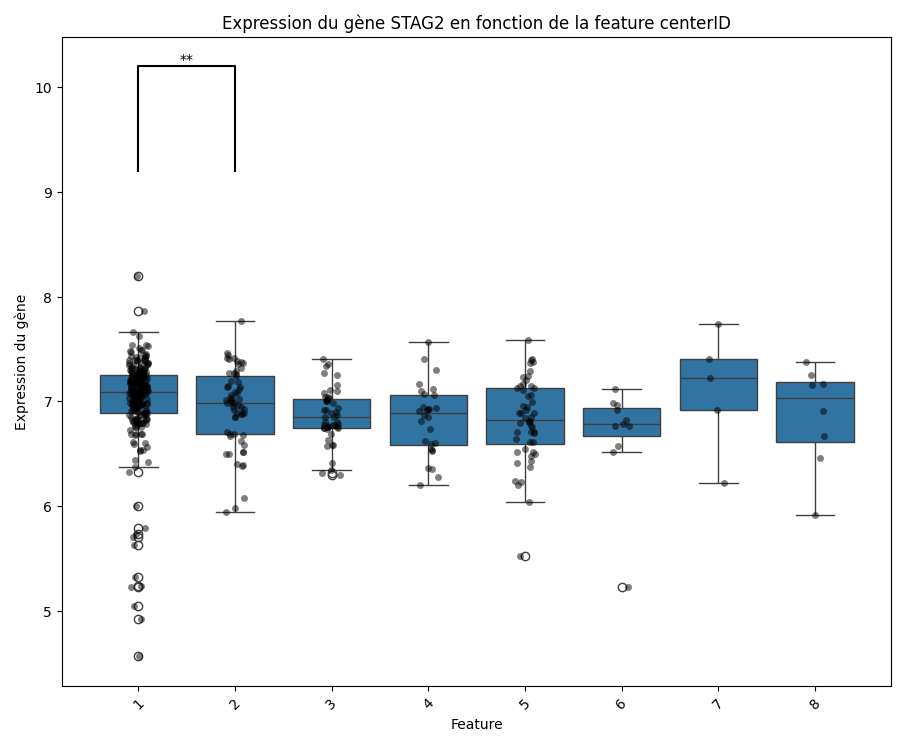 Expression du gène STAG2 en fonction de la feature centerID
**
10
9
8
7
6
5
Expression du gène
1 2 3 4 5 6 7 8
Feature